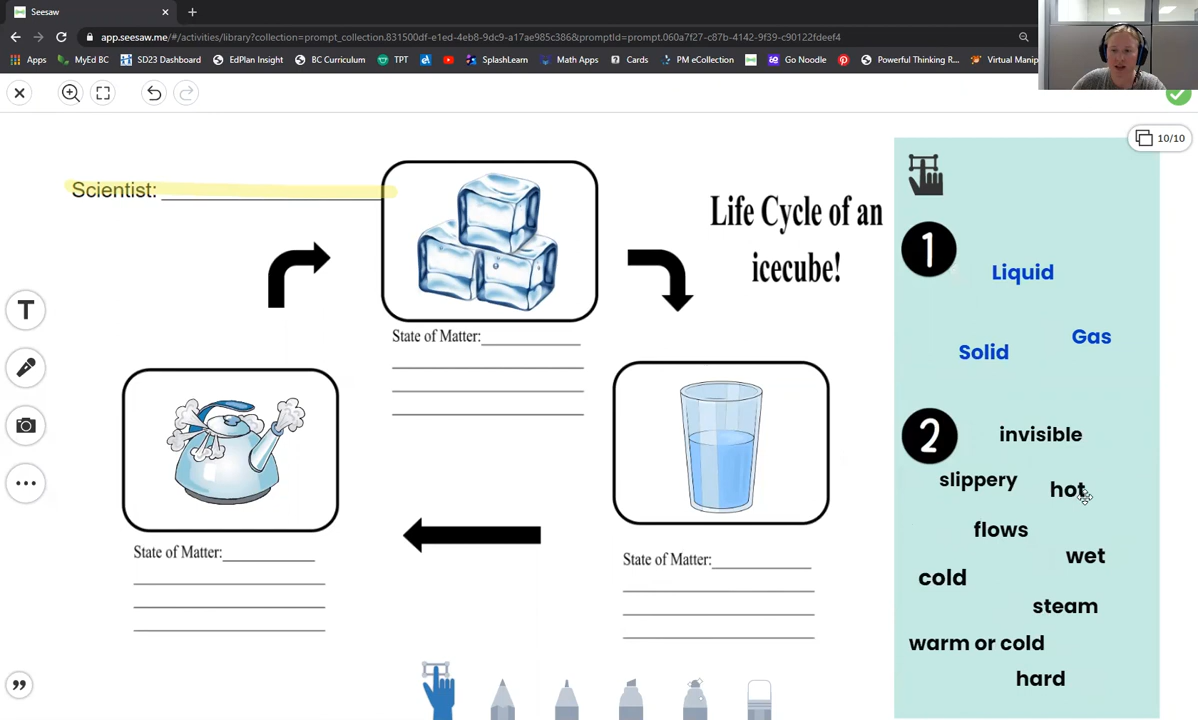 Seesaw
app.seesaw.me/#/activities/library?collection=prompt_collection.831500df-e1ed-4eb8-9dc9-a17ae985c386&promptId=prompt.060a7f27-c87b-4142-9f39-c90122fdeef4
Apps MyEd BC SD23 Dashboard EdPlan Insight BC Curriculum TPT SplashLearn Math Apps Cards PM eCollection Go Noodle Powerful Thinking R... Virtual Manip
10/10
Scientist: ____________________
Life Cycle of an
icecube!
1
Liquid
Gas
Solid
State of Matter:__________
2
invisible
slippery
hot
flows
wet
cold
steam
warm or cold
hard
State of Matter:__________
State of Matter:__________
T